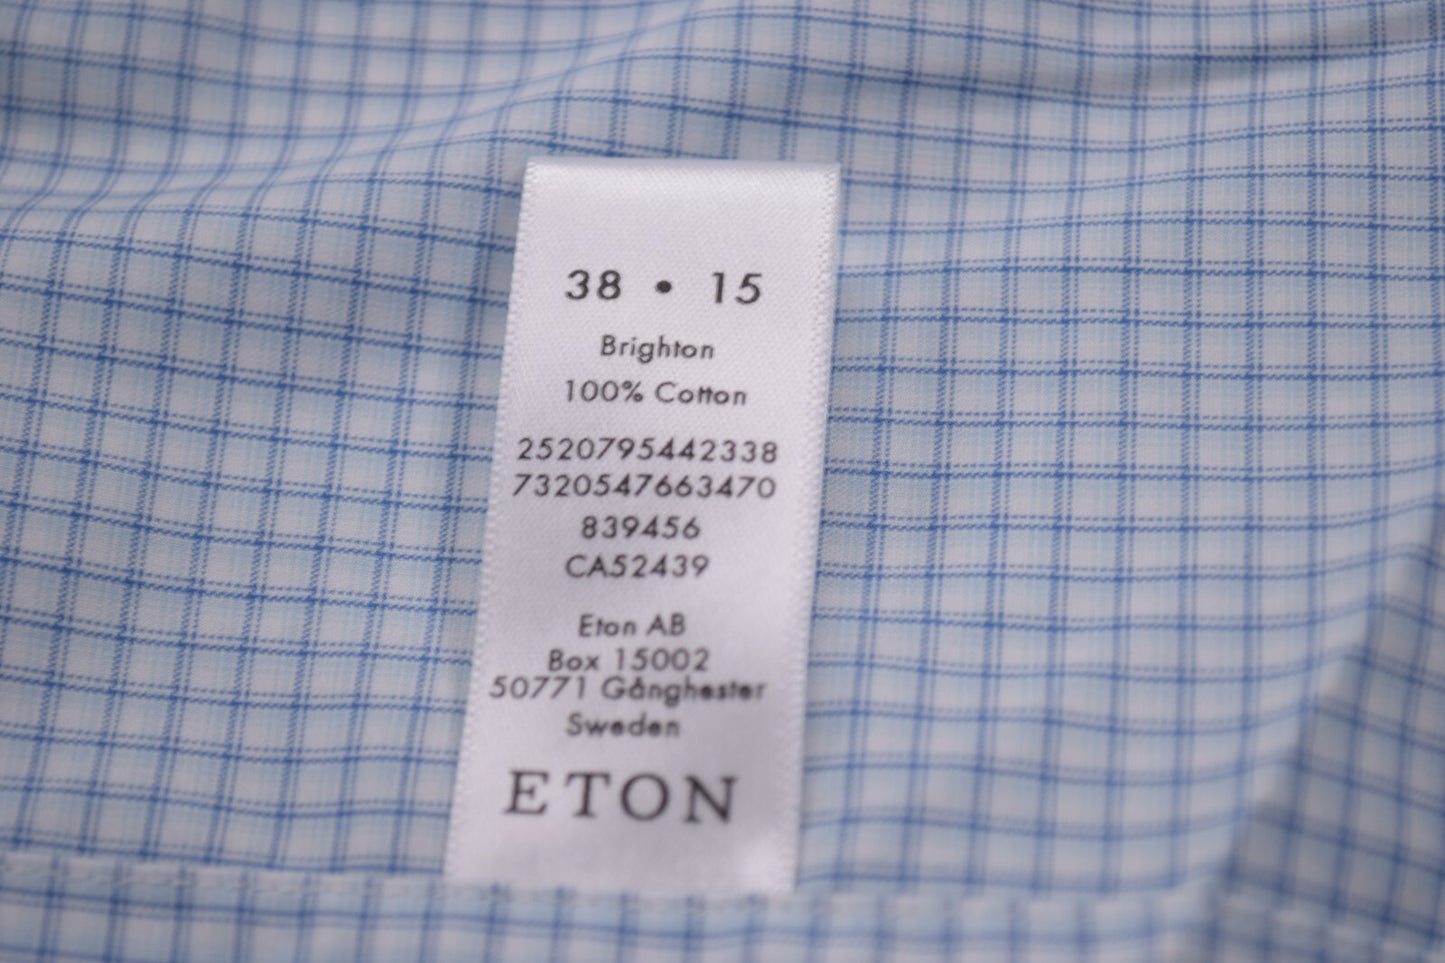 38 • 15
Brighton
100% Cotton
2520795442338
7320547663470
839456
CA52439
Eton AB
Box 15002
50771 Gånghester
Sweden
ETON